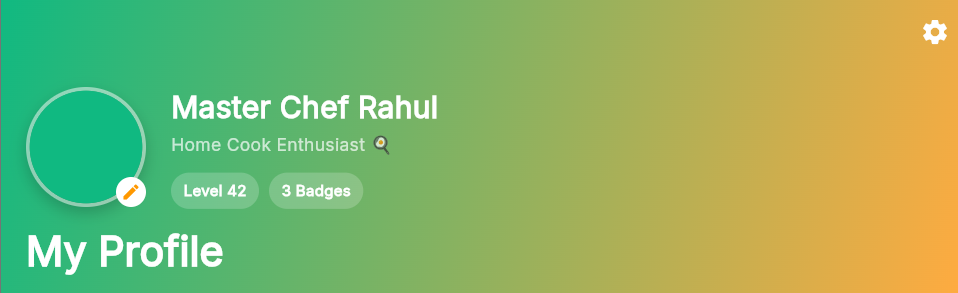 Master Chef Rahul
Home Cook Enthusiast 🍳
Level 42
3 Badges
My Profile